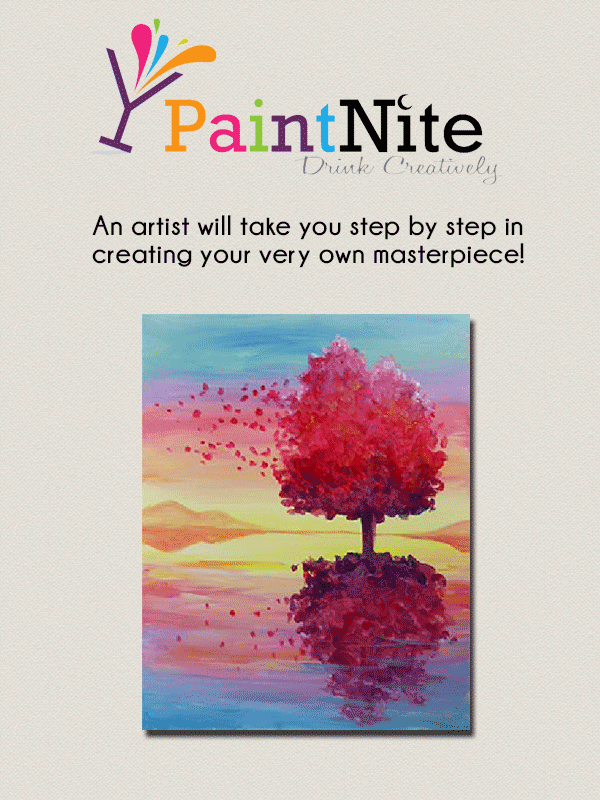 PaintNite
Drink Creatively
An artist will take you step by step in
creating your very own masterpiece!